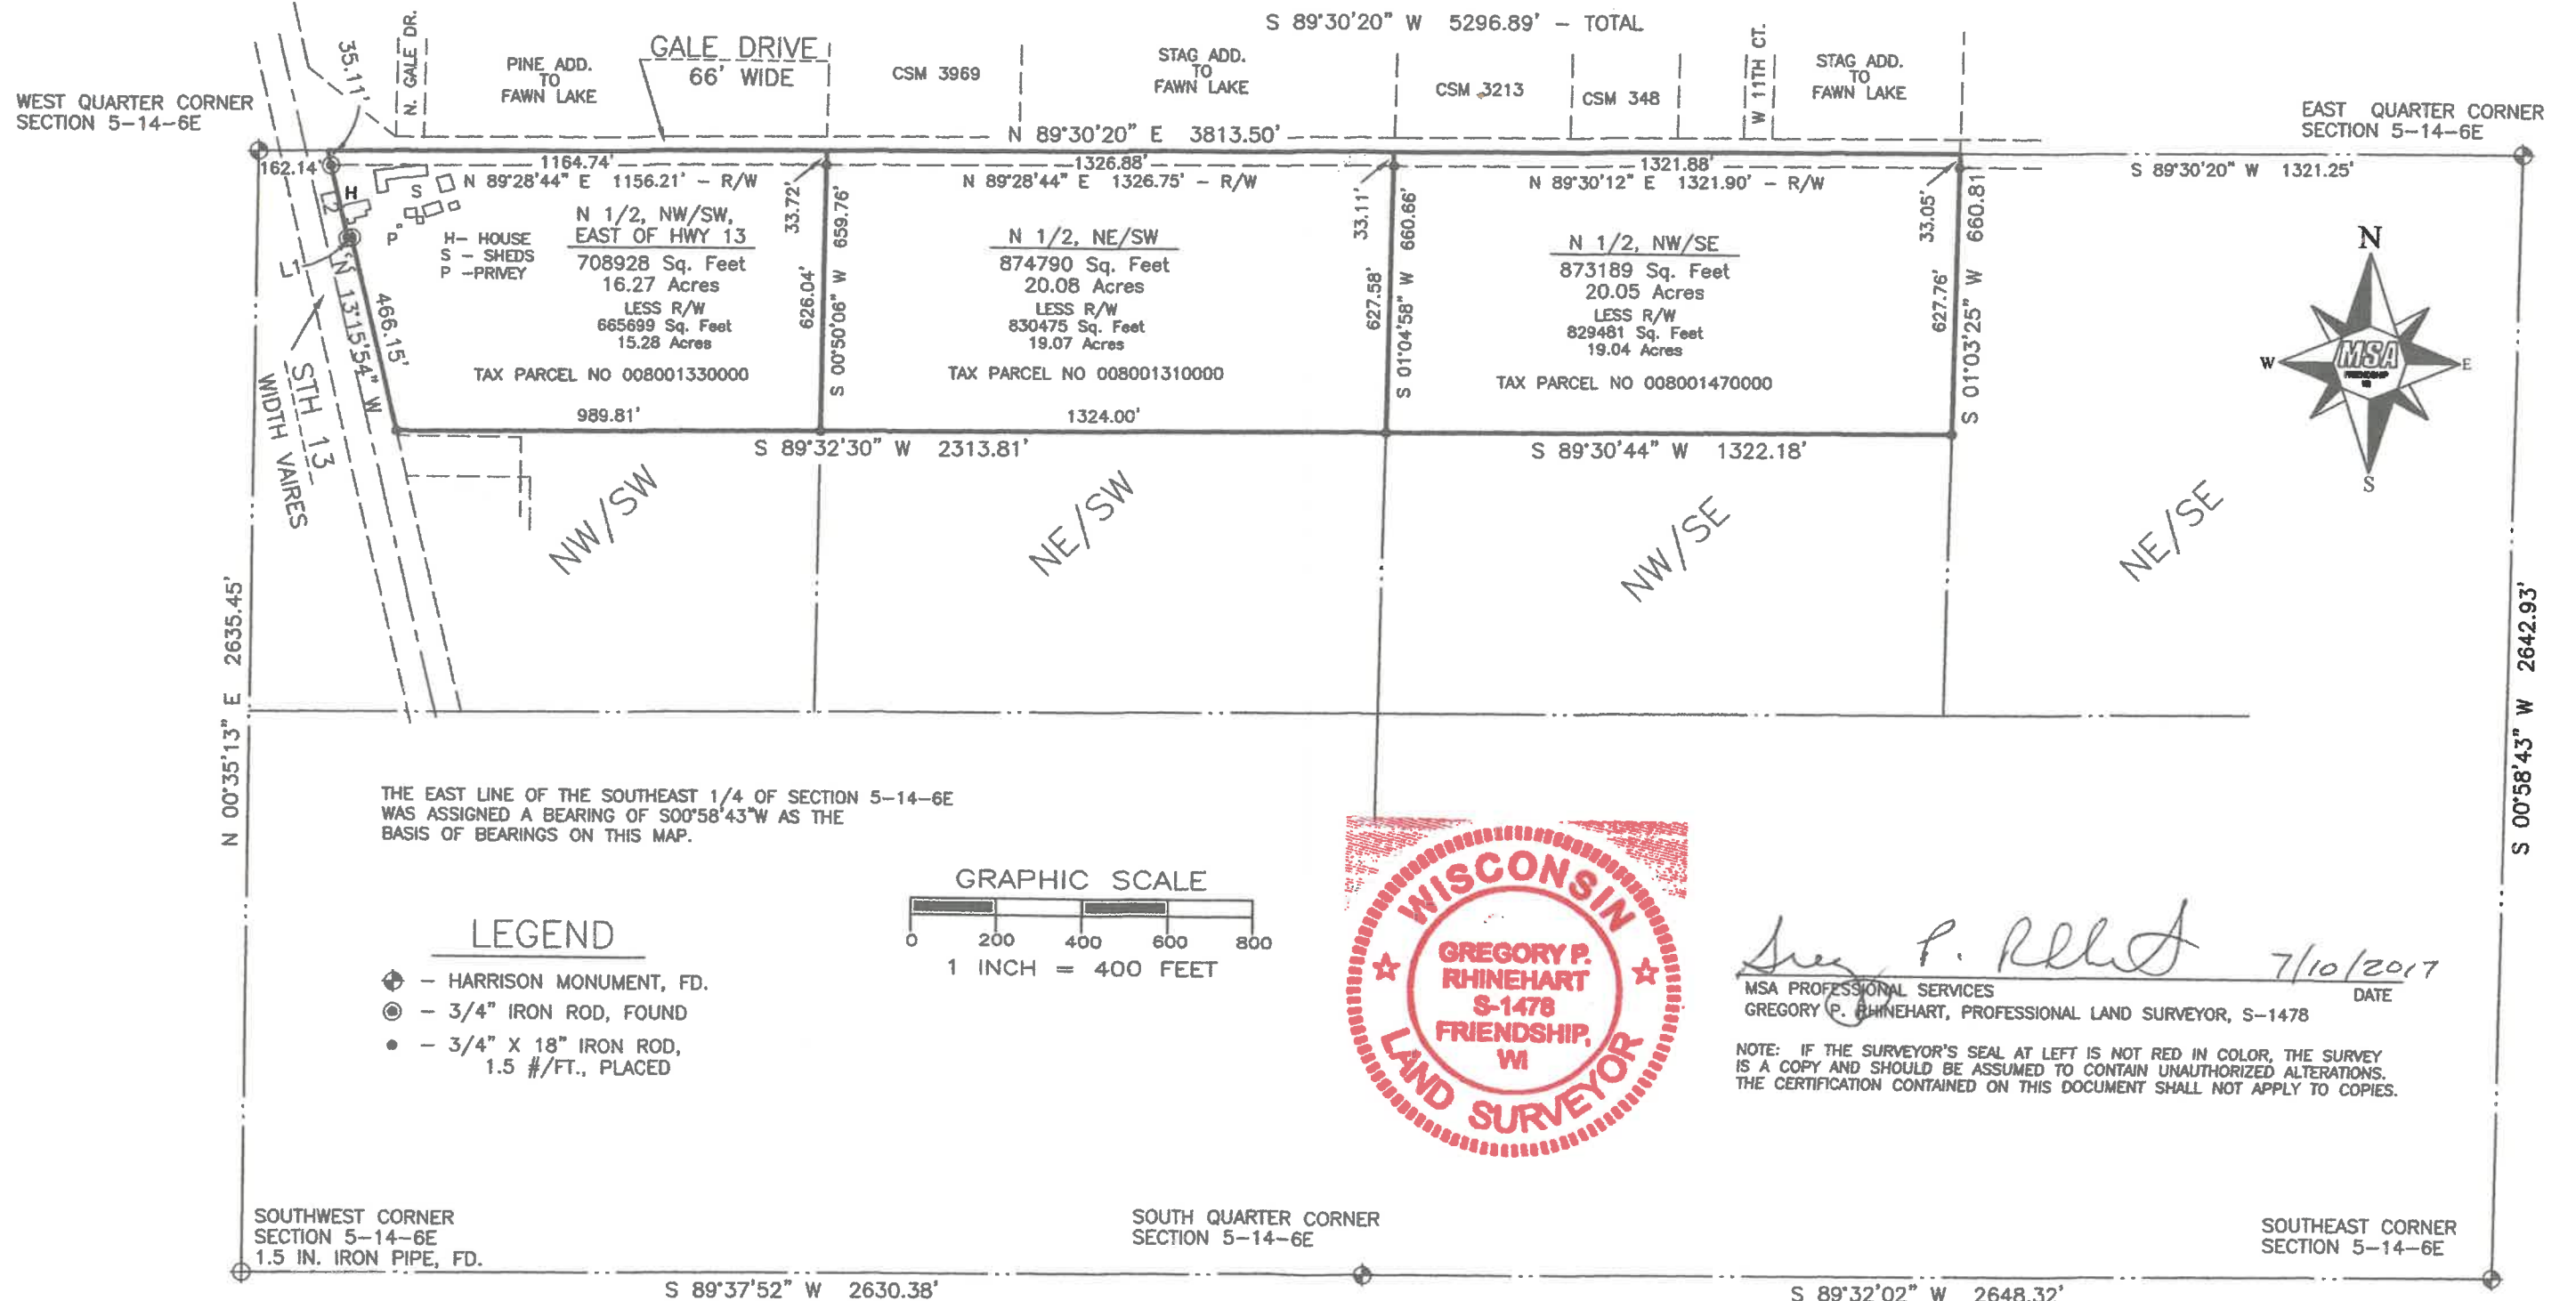 S 89°30'20" W 5296.89' - TOTAL
35.11'
N. GALE DR.
PINE ADD.
TO
FAWN LAKE
GALE DRIVE
66' WIDE
CSM 3969
STAG ADD.
TO
FAWN LAKE
CSM 3213
CSM 348
W 11TH CT.
STAG ADD.
TO
FAWN LAKE
WEST QUARTER CORNER
SECTION 5-14-6E
EAST QUARTER CORNER
SECTION 5-14-6E
N 89°30'20" E 3813.50'
162.14'
1164.74'
1326.88'
1321.88'
S 89°30'20" W 1321.25'
N 89°28'44" E 1156.21' - R/W
N 89°28'44" E 1326.75' - R/W
N 89°30'12" E 1321.90' - R/W
H
S
P
L2
L1
H- HOUSE
S - SHEDS
P -PRIVEY
N 1/2, NW/SW,
EAST OF HWY 13
708928 Sq. Feet
16.27 Acres
LESS R/W
665699 Sq. Feet
15.28 Acres
TAX PARCEL NO 008001330000
33.72'
626.04'
S 00°50'06" W 659.76'
N 1/2, NE/SW
874790 Sq. Feet
20.08 Acres
LESS R/W
830475 Sq. Feet
19.07 Acres
TAX PARCEL NO 008001310000
33.11'
627.58'
S 01°04'58" W 660.66'
N 1/2, NW/SE
873189 Sq. Feet
20.05 Acres
LESS R/W
829481 Sq. Feet
19.04 Acres
TAX PARCEL NO 008001470000
33.05'
627.76'
S 01°03'25" W 660.81
N
W
MSA
FRIENDSHIP
WI
E
S
N 13°15'54" W
466.15'
STH 13
WIDTH VAIRES
989.81'
1324.00'
S 89°32'30" W 2313.81'
S 89°30'44" W 1322.18'
NW/SW
NE/SW
NW/SE
NE/SE
N 00°35'13" E 2635.45'
S 00°58'43" W 2642.93'
THE EAST LINE OF THE SOUTHEAST 1/4 OF SECTION 5-14-6E
WAS ASSIGNED A BEARING OF S00°58'43"W AS THE
BASIS OF BEARINGS ON THIS MAP.
GRAPHIC SCALE
0 200 400 600 800
1 INCH = 400 FEET
LEGEND
- HARRISON MONUMENT, FD.
- 3/4" IRON ROD, FOUND
- 3/4" X 18" IRON ROD,
1.5 #/FT., PLACED
WISCONSIN
GREGORY P.
RHINEHART
S-1478
FRIENDSHIP,
WI
LAND SURVEYOR
7/10/2017
MSA PROFESSIONAL SERVICES
DATE
GREGORY P. RHINEHART, PROFESSIONAL LAND SURVEYOR, S-1478
NOTE: IF THE SURVEYOR'S SEAL AT LEFT IS NOT RED IN COLOR, THE SURVEY
IS A COPY AND SHOULD BE ASSUMED TO CONTAIN UNAUTHORIZED ALTERATIONS.
THE CERTIFICATION CONTAINED ON THIS DOCUMENT SHALL NOT APPLY TO COPIES.
SOUTHWEST CORNER
SECTION 5-14-6E
1.5 IN. IRON PIPE, FD.
SOUTH QUARTER CORNER
SECTION 5-14-6E
SOUTHEAST CORNER
SECTION 5-14-6E
S 89°37'52" W 2630.38'
S 89°32'02" W 2648.32'